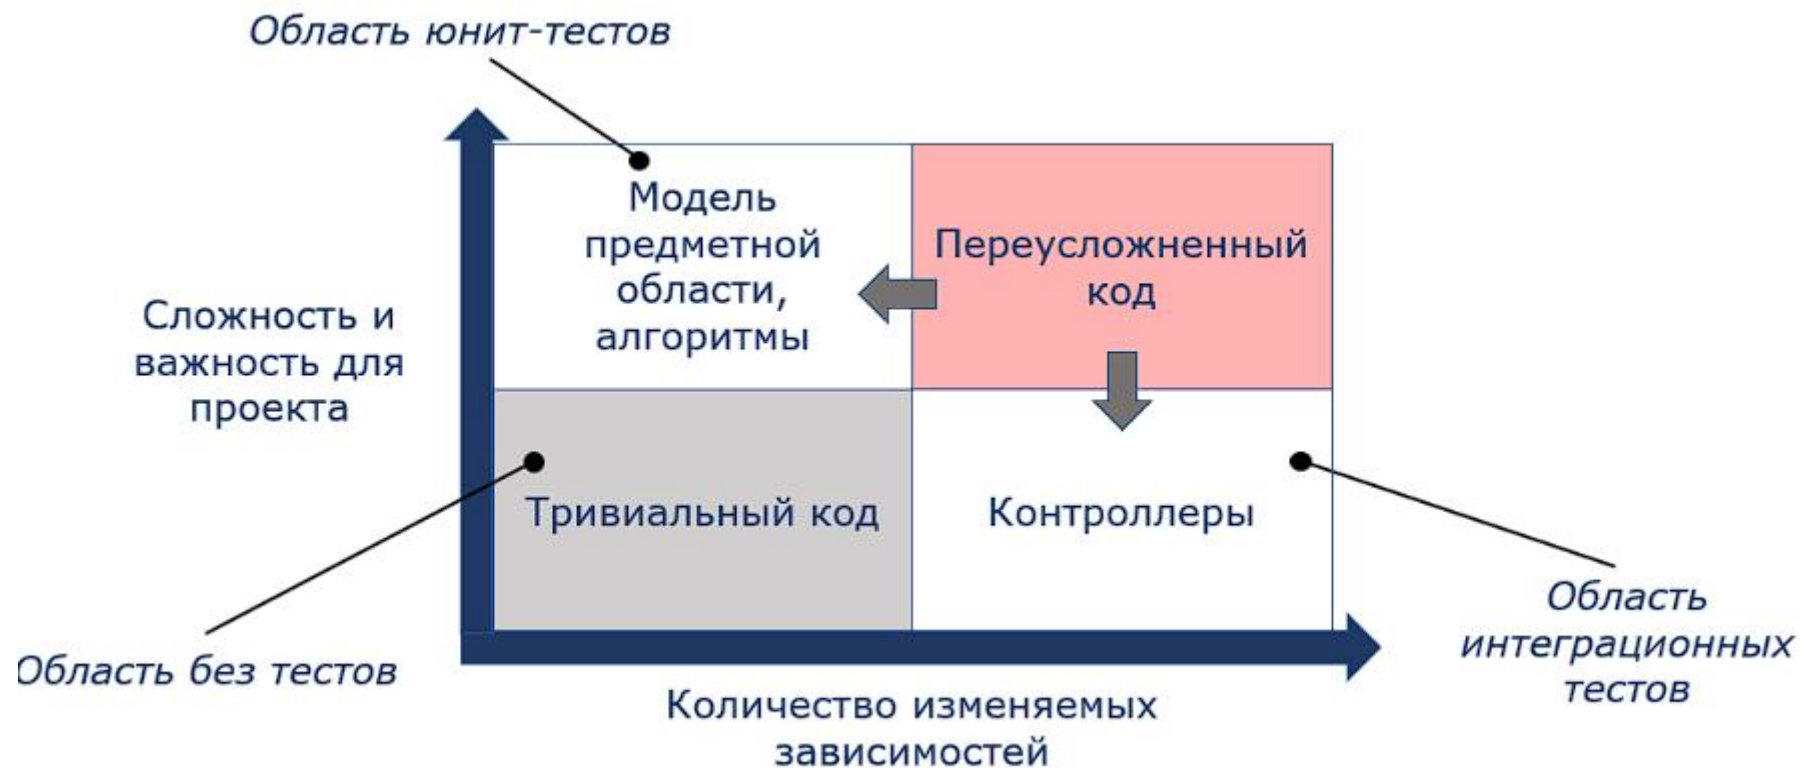 Область юнит-тестов
Модель
предметной
области,
алгоритмы
Переусложненный
код
Сложность и
важность для
проекта
Тривиальный код
Контроллеры
Область без тестов
Область
интеграционных
тестов
Количество изменяемых
зависимостей